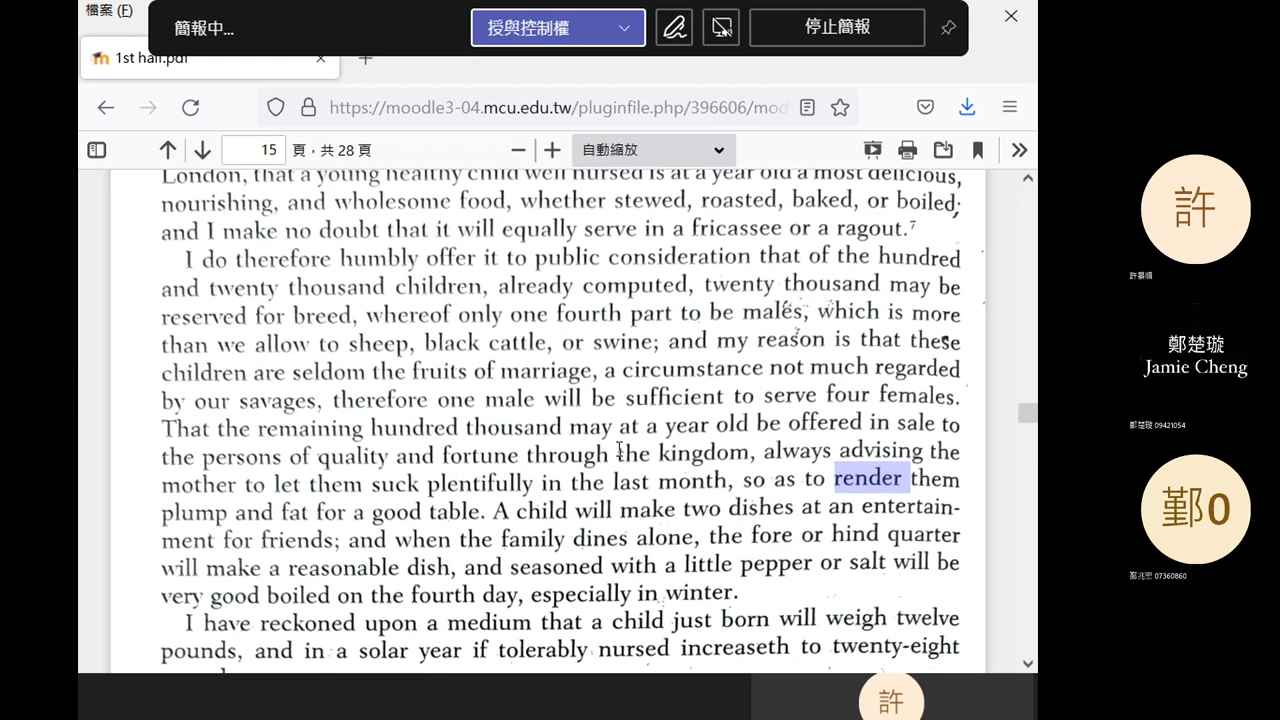 檔案 (F)
簡報中...
授與控制權
停止簡報
1st half.pdf
https://moodle3-04.mcu.edu.tw/pluginfile.php/396606/mod
15 頁，共 28 頁
自動縮放
London, that a young healthy child well nursed is at a year old a most delicious,
nourishing, and wholesome food, whether stewed, roasted, baked, or boiled;
and I make no doubt that it will equally serve in a fricassee or a ragout.7
I do therefore humbly offer it to public consideration that of the hundred
and twenty thousand children, already computed, twenty thousand may be
reserved for breed, whereof only one fourth part to be males, which is more
than we allow to sheep, black cattle, or swine; and my reason is that these
children are seldom the fruits of marriage, a circumstance not much regarded
by our savages, therefore one male will be sufficient to serve four females.
That the remaining hundred thousand may at a year old be offered in sale to
the persons of quality and fortune through the kingdom, always advising the
mother to let them suck plentifully in the last month, so as to render them
plump and fat for a good table. A child will make two dishes at an entertain-
ment for friends; and when the family dines alone, the fore or hind quarter
will make a reasonable dish, and seasoned with a little pepper or salt will be
very good boiled on the fourth day, especially in winter.
I have reckoned upon a medium that a child just born will weigh twelve
pounds, and in a solar year if tolerably nursed increaseth to twenty-eight
許
許景順
鄭楚璇
Jamie Cheng
鄭楚璇 09421054
鄞0
鄞兆宏 07360860
許